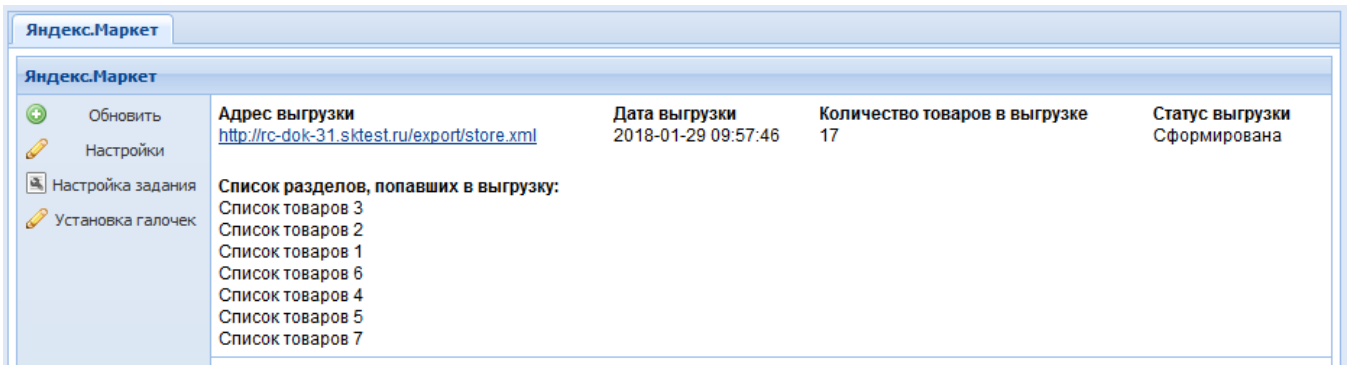 Яндекс.Маркет
Яндекс.Маркет
Обновить
Настройки
Настройка задания
Установка галочек
Адрес выгрузки Дата выгрузки Количество товаров в выгрузке Статус выгрузки
http://rc-dok-31.sktest.ru/export/store.xml 2018-01-29 09:57:46 17 Сформирована
Список разделов, попавших в выгрузку:
Список товаров 3
Список товаров 2
Список товаров 1
Список товаров 6
Список товаров 4
Список товаров 5
Список товаров 7